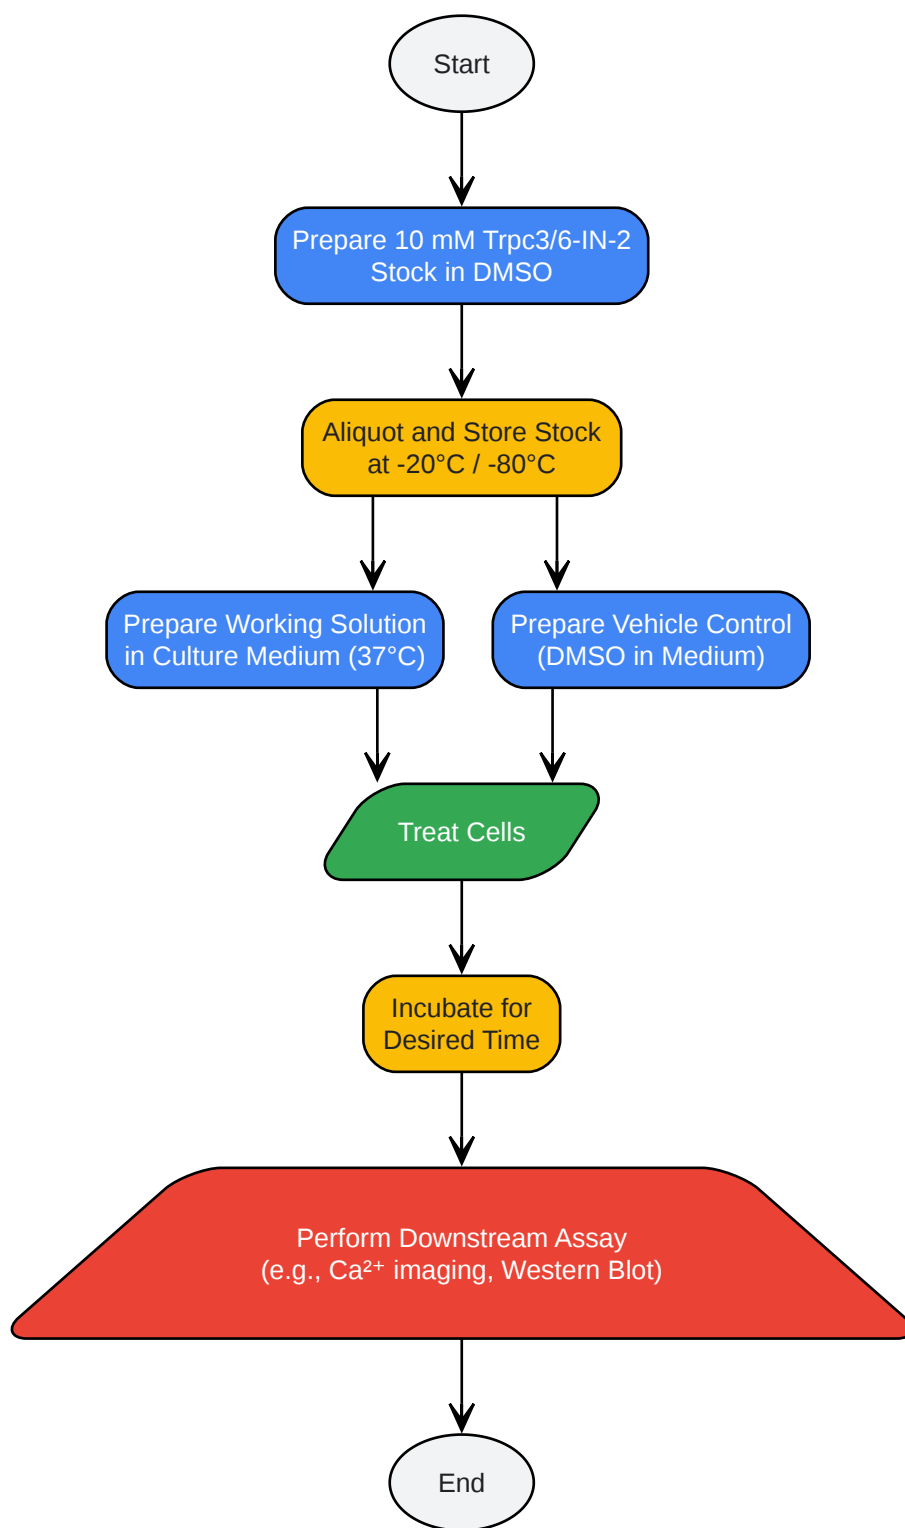 Start
Prepare 10 mM Trpc3/6-IN-2
Stock in DMSO
Aliquot and Store Stock
at -20°C / -80°C
Prepare Working Solution
in Culture Medium (37°C)
Prepare Vehicle Control
(DMSO in Medium)
Treat Cells
Incubate for
Desired Time
Perform Downstream Assay
(e.g., Ca²⁺ imaging, Western Blot)
End